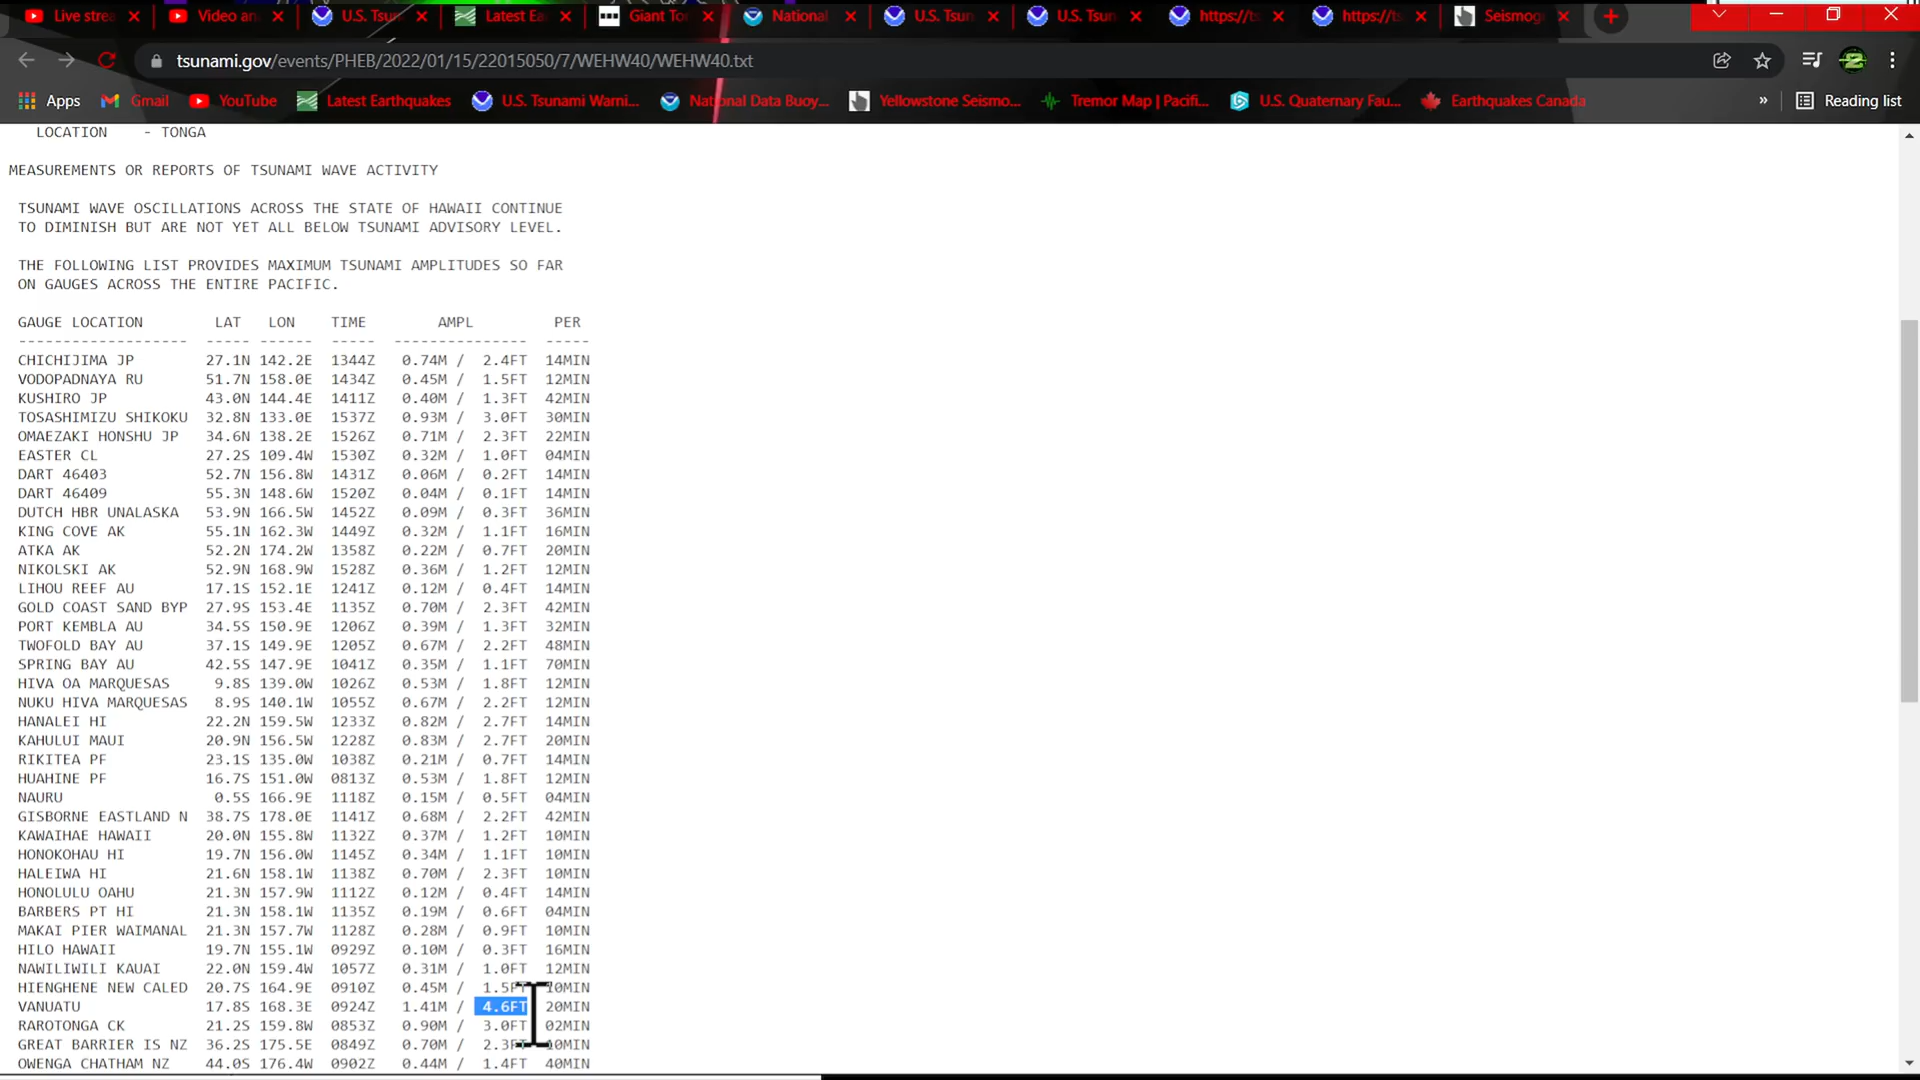 Live strea
Video an
U.S. Tsun
Latest Ea
Giant To
National
U.S. Tsun
U.S. Tsun
https://ts
https://ts
Seismog
tsunami.gov/events/PHEB/2022/01/15/22015050/7/WEHW40/WEHW40.txt
Apps
Gmail
YouTube
Latest Earthquakes
U.S. Tsunami Warni...
National Data Buoy...
Yellowstone Seismo...
Tremor Map | Pacifi...
U.S. Quaternary Fau...
Earthquakes Canada
»
Reading list
LOCATION - TONGA
MEASUREMENTS OR REPORTS OF TSUNAMI WAVE ACTIVITY
TSUNAMI WAVE OSCILLATIONS ACROSS THE STATE OF HAWAII CONTINUE
TO DIMINISH BUT ARE NOT YET ALL BELOW TSUNAMI ADVISORY LEVEL.
THE FOLLOWING LIST PROVIDES MAXIMUM TSUNAMI AMPLITUDES SO FAR
ON GAUGES ACROSS THE ENTIRE PACIFIC.
GAUGE LOCATION LAT LON TIME AMPL PER
------------------- ----- ------ ----- --------------- -----
CHICHIJIMA JP 27.1N 142.2E 1344Z 0.74M / 2.4FT 14MIN
VODOPADNAYA RU 51.7N 158.0E 1434Z 0.45M / 1.5FT 12MIN
KUSHIRO JP 43.0N 144.4E 1411Z 0.40M / 1.3FT 42MIN
TOSASHIMIZU SHIKOKU 32.8N 133.0E 1537Z 0.93M / 3.0FT 30MIN
OMAEZAKI HONSHU JP 34.6N 138.2E 1526Z 0.71M / 2.3FT 22MIN
EASTER CL 27.2S 109.4W 1530Z 0.32M / 1.0FT 04MIN
DART 46403 52.7N 156.8W 1431Z 0.06M / 0.2FT 14MIN
DART 46409 55.3N 148.6W 1520Z 0.04M / 0.1FT 14MIN
DUTCH HBR UNALASKA 53.9N 166.5W 1452Z 0.09M / 0.3FT 36MIN
KING COVE AK 55.1N 162.3W 1449Z 0.32M / 1.1FT 16MIN
ATKA AK 52.2N 174.2W 1358Z 0.22M / 0.7FT 20MIN
NIKOLSKI AK 52.9N 168.9W 1528Z 0.36M / 1.2FT 12MIN
LIHOU REEF AU 17.1S 152.1E 1241Z 0.12M / 0.4FT 14MIN
GOLD COAST SAND BYP 27.9S 153.4E 1135Z 0.70M / 2.3FT 42MIN
PORT KEMBLA AU 34.5S 150.9E 1206Z 0.39M / 1.3FT 32MIN
TWOFOLD BAY AU 37.1S 149.9E 1205Z 0.67M / 2.2FT 48MIN
SPRING BAY AU 42.5S 147.9E 1041Z 0.35M / 1.1FT 70MIN
HIVA OA MARQUESAS 9.8S 139.0W 1026Z 0.53M / 1.8FT 12MIN
NUKU HIVA MARQUESAS 8.9S 140.1W 1055Z 0.67M / 2.2FT 12MIN
HANALEI HI 22.2N 159.5W 1233Z 0.82M / 2.7FT 14MIN
KAHULUI MAUI 20.9N 156.5W 1228Z 0.83M / 2.7FT 20MIN
RIKITEA PF 23.1S 135.0W 1038Z 0.21M / 0.7FT 14MIN
HUAHINE PF 16.7S 151.0W 0813Z 0.53M / 1.8FT 12MIN
NAURU 0.5S 166.9E 1118Z 0.15M / 0.5FT 04MIN
GISBORNE EASTLAND N 38.7S 178.0E 1141Z 0.68M / 2.2FT 42MIN
KAWAIHAE HAWAII 20.0N 155.8W 1132Z 0.37M / 1.2FT 10MIN
HONOKOHAU HI 19.7N 156.0W 1145Z 0.34M / 1.1FT 10MIN
HALEIWA HI 21.6N 158.1W 1138Z 0.70M / 2.3FT 10MIN
HONOLULU OAHU 21.3N 157.9W 1112Z 0.12M / 0.4FT 14MIN
BARBERS PT HI 21.3N 158.1W 1135Z 0.19M / 0.6FT 04MIN
MAKAI PIER WAIMANAL 21.3N 157.7W 1128Z 0.28M / 0.9FT 10MIN
HILO HAWAII 19.7N 155.1W 0929Z 0.10M / 0.3FT 16MIN
NAWILIWILI KAUAI 22.0N 159.4W 1057Z 0.31M / 1.0FT 12MIN
HIENGHENE NEW CALED 20.7S 164.9E 0910Z 0.45M / 1.5FT 10MIN
VANUATU 17.8S 168.3E 0924Z 1.41M / 4.6FT 20MIN
RAROTONGA CK 21.2S 159.8W 0853Z 0.90M / 3.0FT 02MIN
GREAT BARRIER IS NZ 36.2S 175.5E 0849Z 0.70M / 2.3FT 10MIN
OWENGA CHATHAM NZ 44.0S 176.4W 0902Z 0.44M / 1.4FT 40MIN